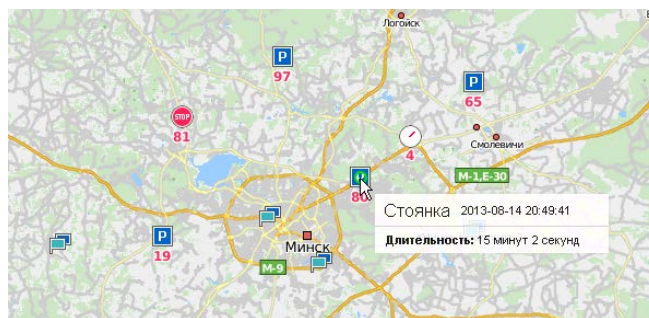 Логойск
P
97
P
65
STOP
81
4
Смолевичи
M-1,E-30
80
Стоянка 2013-08-14 20:49:41
Длительность: 15 минут 2 секунд
P
19
Минск
M-9